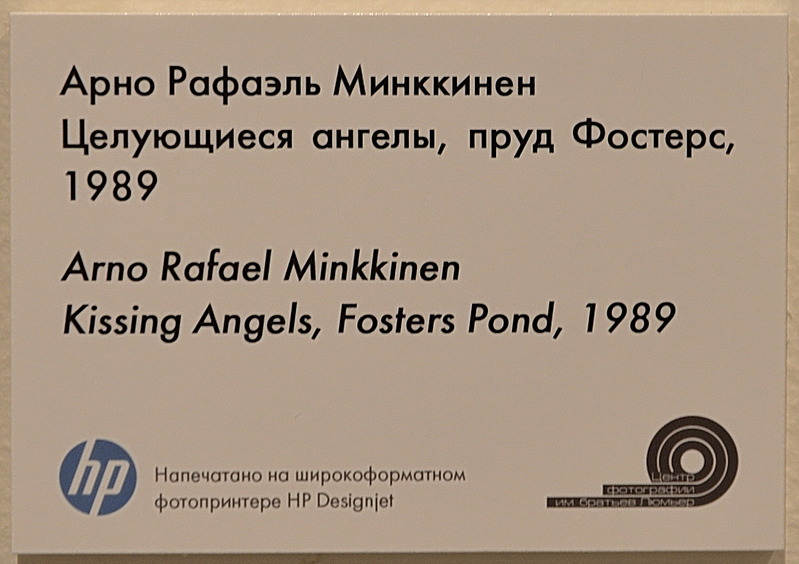 Арно Рафаэль Минккинен
Целующиеся ангелы, пруд Фостерс,
1989
Arno Rafael Minkkinen
Kissing Angels, Fosters Pond, 1989
hp
Напечатано на широкоформатном
фотопринтере HP Designjet
Центр
фотографии
им. братьев Люмьер